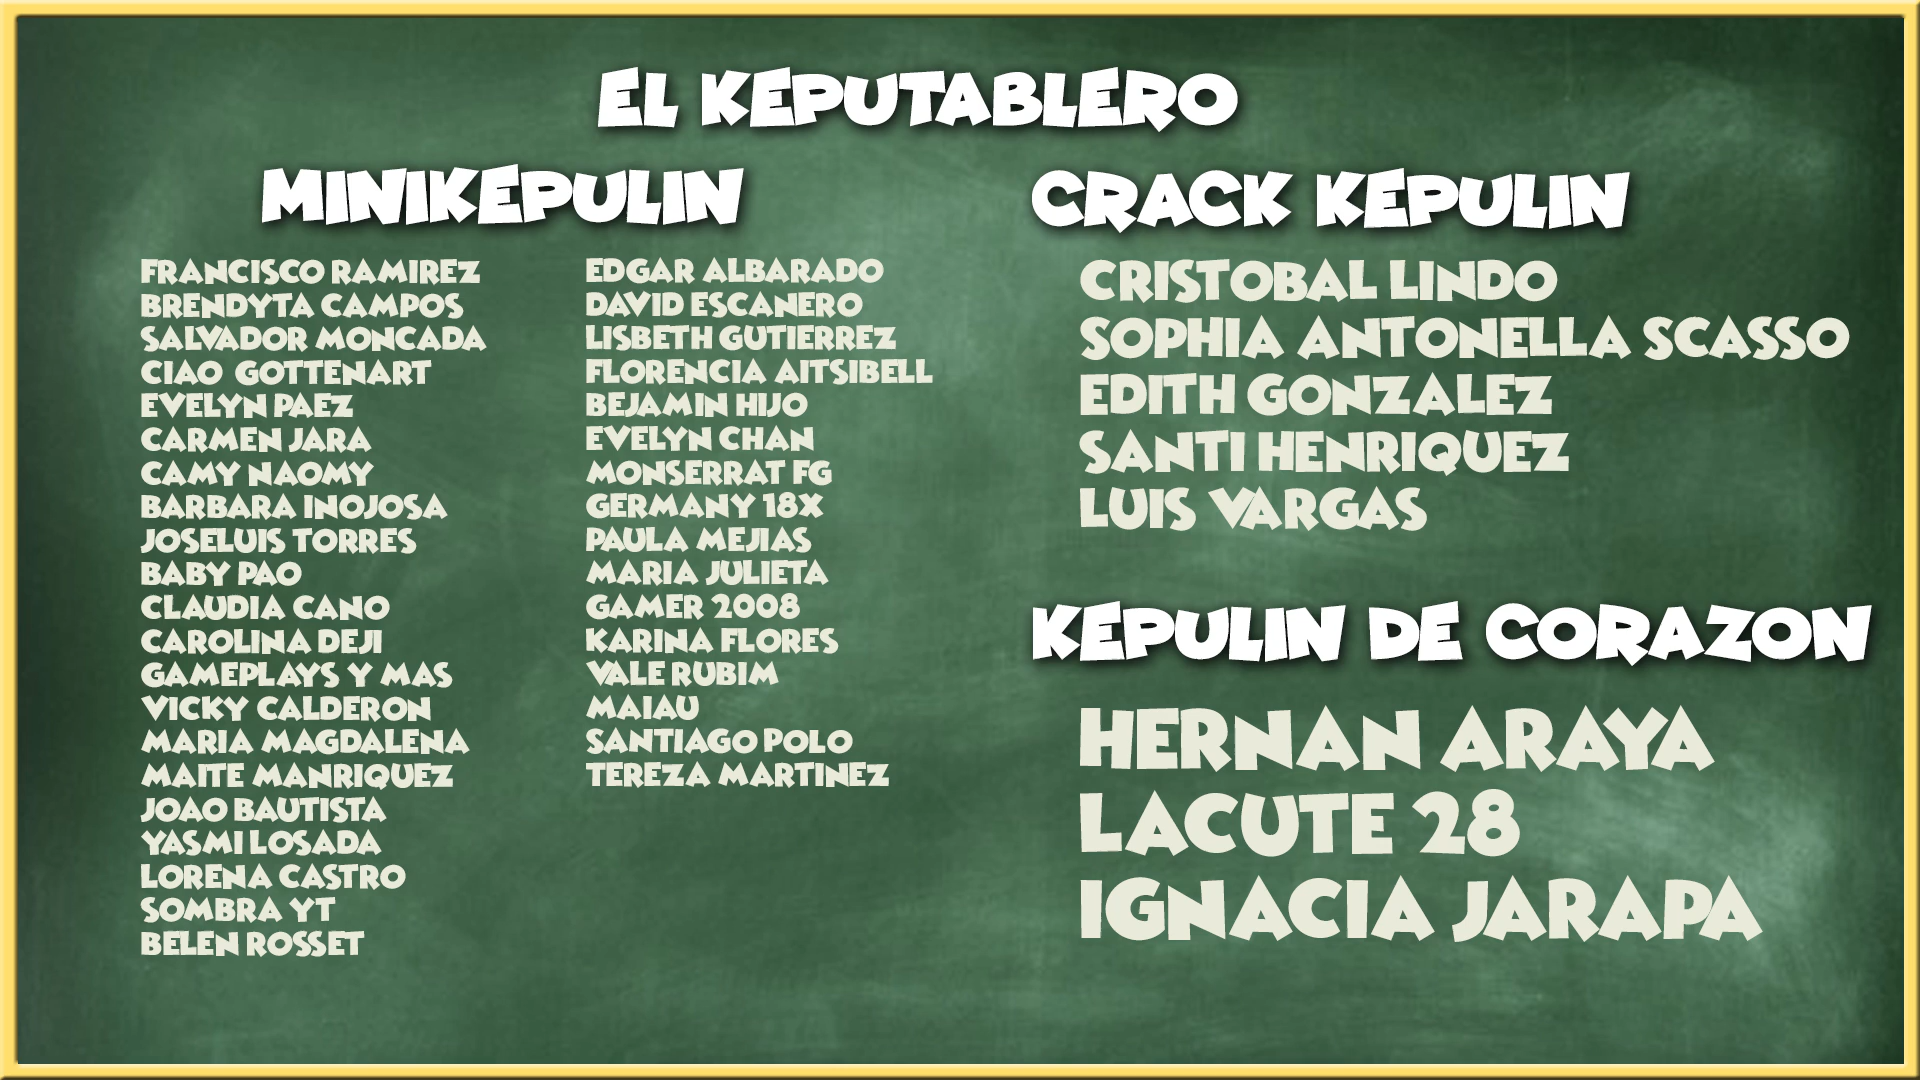 EL KEPUTABLERO
MINIKEPULIN
FRANCISCO RAMIREZ
BRENDYTA CAMPOS
SALVADOR MONCADA
CIAO GOTTENART
EVELYN PAEZ
CARMEN JARA
CAMY NAOMY
BARBARA INOJOSA
JOSELUIS TORRES
BABY PAO
CLAUDIA CANO
CAROLINA DEJI
GAMEPLAYS Y MAS
VICKY CALDERON
MARIA MAGDALENA
MAITE MANRIQUEZ
JOAO BAUTISTA
YASMI LOSADA
LORENA CASTRO
SOMBRA YT
BELEN ROSSET
EDGAR ALBARADO
DAVID ESCANERO
LISBETH GUTIERREZ
FLORENCIA AITSIBELL
BEJAMIN HIJO
EVELYN CHAN
MONSERRAT FG
GERMANY 18X
PAULA MEJIAS
MARIA JULIETA
GAMER 2008
KARINA FLORES
VALE RUBIM
MAIAU
SANTIAGO POLO
TEREZA MARTINEZ
CRACK KEPULIN
CRISTOBAL LINDO
SOPHIA ANTONELLA SCASSO
EDITH GONZALEZ
SANTI HENRIQUEZ
LUIS VARGAS
KEPULIN DE CORAZON
HERNAN ARAYA
LACUTE 28
IGNACIA JARAPA